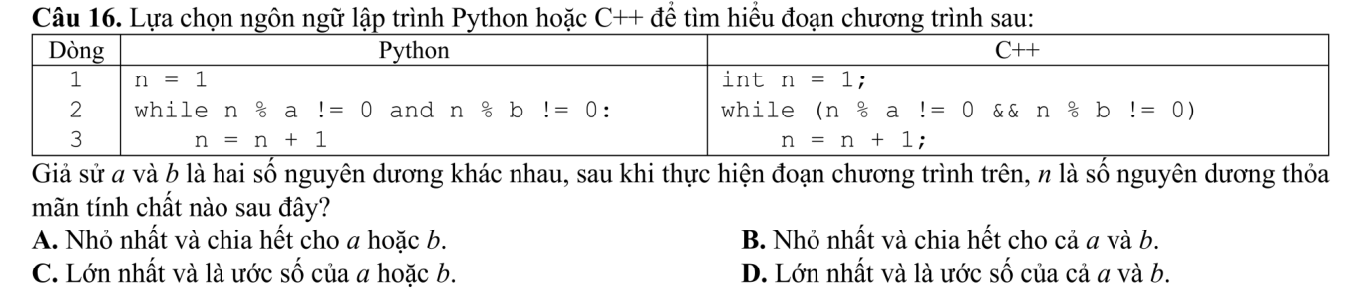 Câu 16. Lựa chọn ngôn ngữ lập trình Python hoặc C++ để tìm hiểu đoạn chương trình sau:
Dòng Python C++
1 n = 1 int n = 1;
2 while n % a != 0 and n % b != 0: while (n % a != 0 && n % b != 0)
3 n = n + 1 n = n + 1;
Giả sử a và b là hai số nguyên dương khác nhau, sau khi thực hiện đoạn chương trình trên, n là số nguyên dương thỏa
mãn tính chất nào sau đây?
A. Nhỏ nhất và chia hết cho a hoặc b. B. Nhỏ nhất và chia hết cho cả a và b.
C. Lớn nhất và là ước số của a hoặc b. D. Lớn nhất và là ước số của cả a và b.